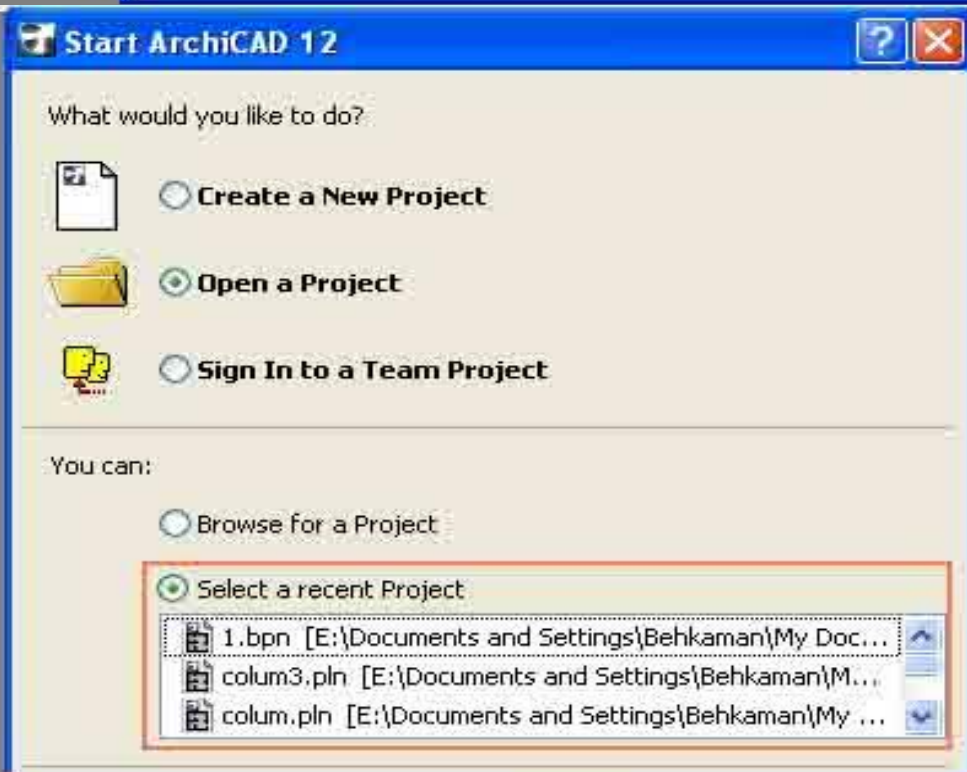 Start ArchiCAD 12
What would you like to do?
Create a New Project
Open a Project
Sign In to a Team Project
You can:
Browse for a Project
Select a recent Project
1.bpn [E:\Documents and Settings\Behkaman\My Doc...
colum3.pln [E:\Documents and Settings\Behkaman\M...
colum.pln [E:\Documents and Settings\Behkaman\My ...